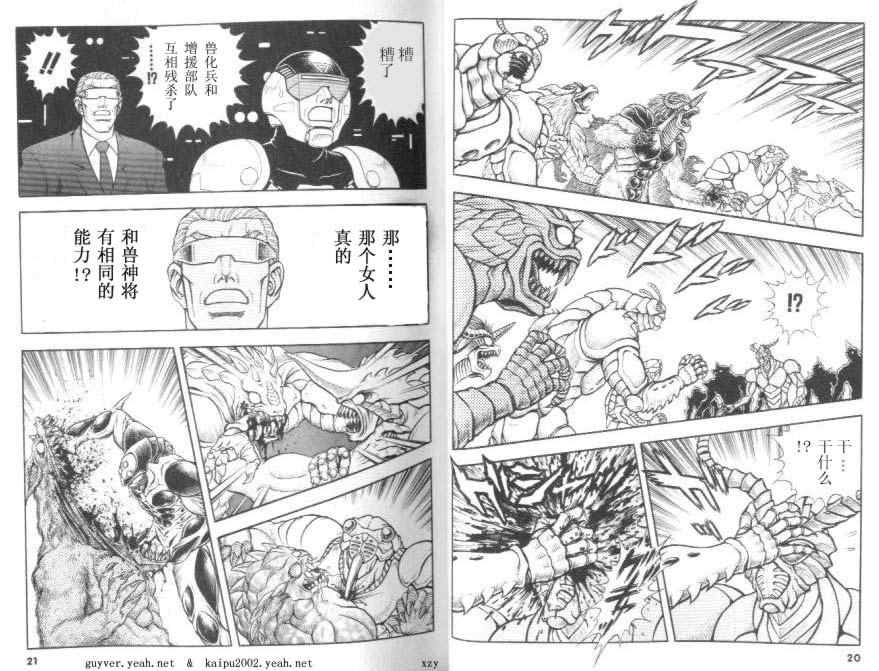 !?
干…
什么
!?
20
糟
糟了
兽化兵和
增援部队
互相残杀了
……!?
!!
那……
那个女人
真的
和兽神将
有相同的
能力!?
21
guyver.yeah.net & kaipu2002.yeah.net
xzy